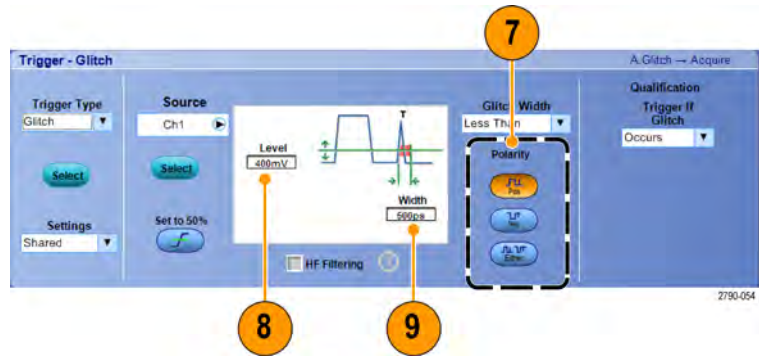 7
Trigger - Glitch
A:Glitch → Acquire
Trigger Type
Glitch
Select
Settings
Shared
Source
Ch1
Select
Set to 50%
Level
400mV
T
Width
500ps
HF Filtering
Glitch Width
Less Than
Polarity
Pos
Neg
Either
Qualification
Trigger If
Glitch
Occurs
2790-054
8
9